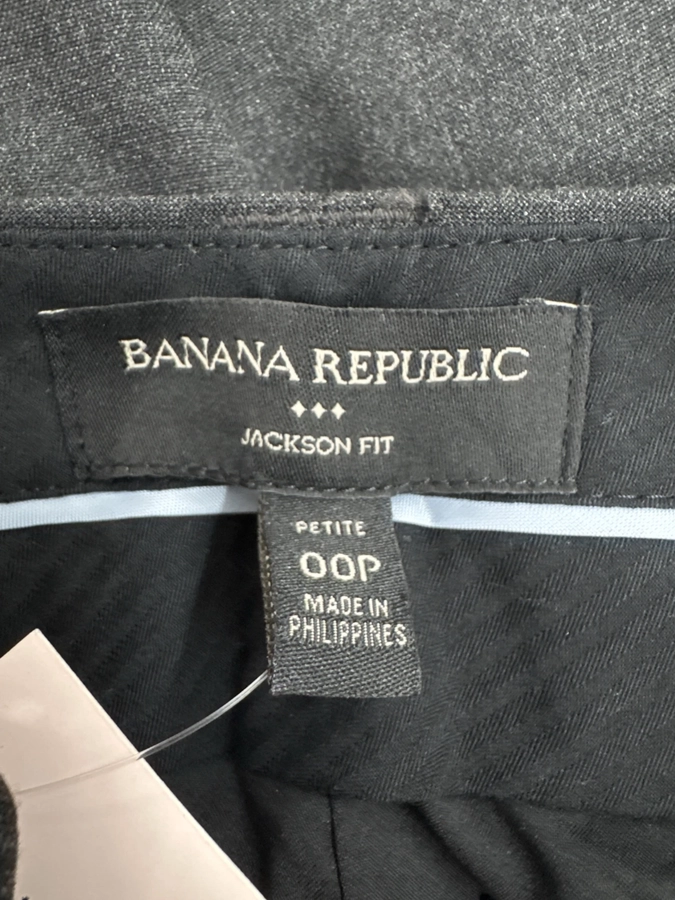 BANANA REPUBLIC
JACKSON FIT
PETITE
00P
MADE IN
PHILIPPINES